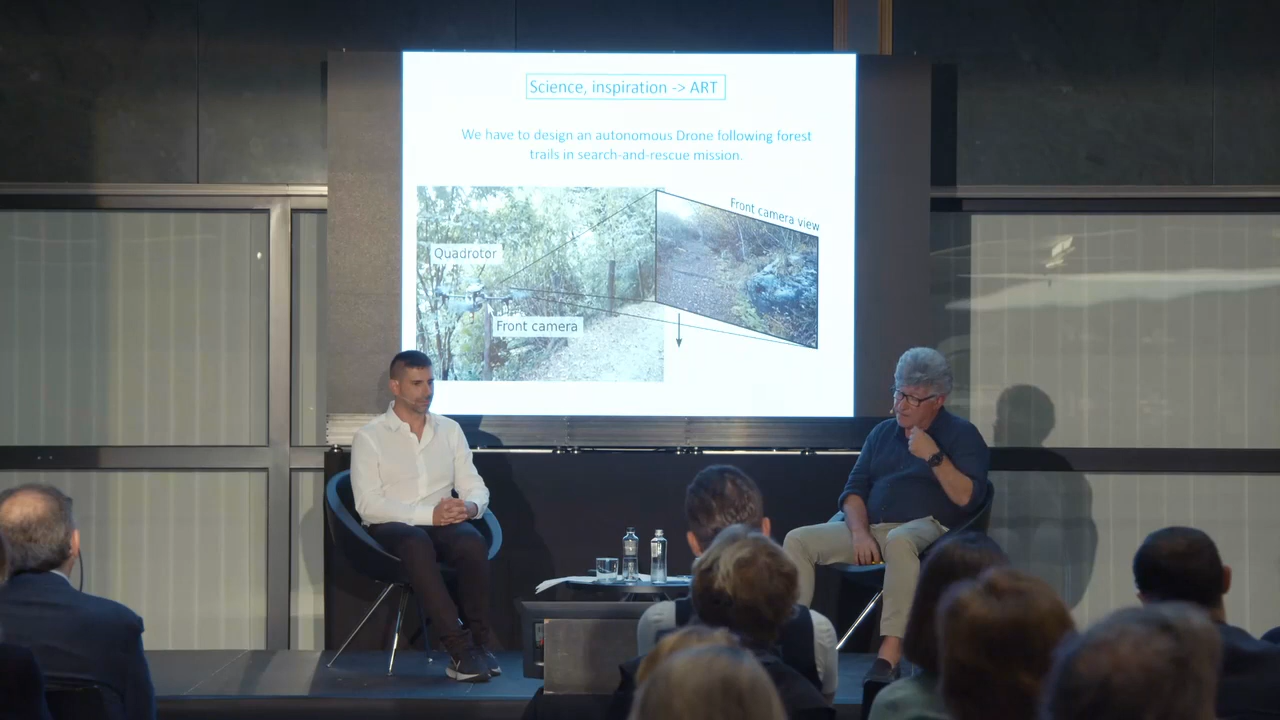 Science, inspiration -> ART
We have to design an autonomous Drone following forest
trails in search-and-rescue mission.
Front camera view
Quadrotor
Front camera